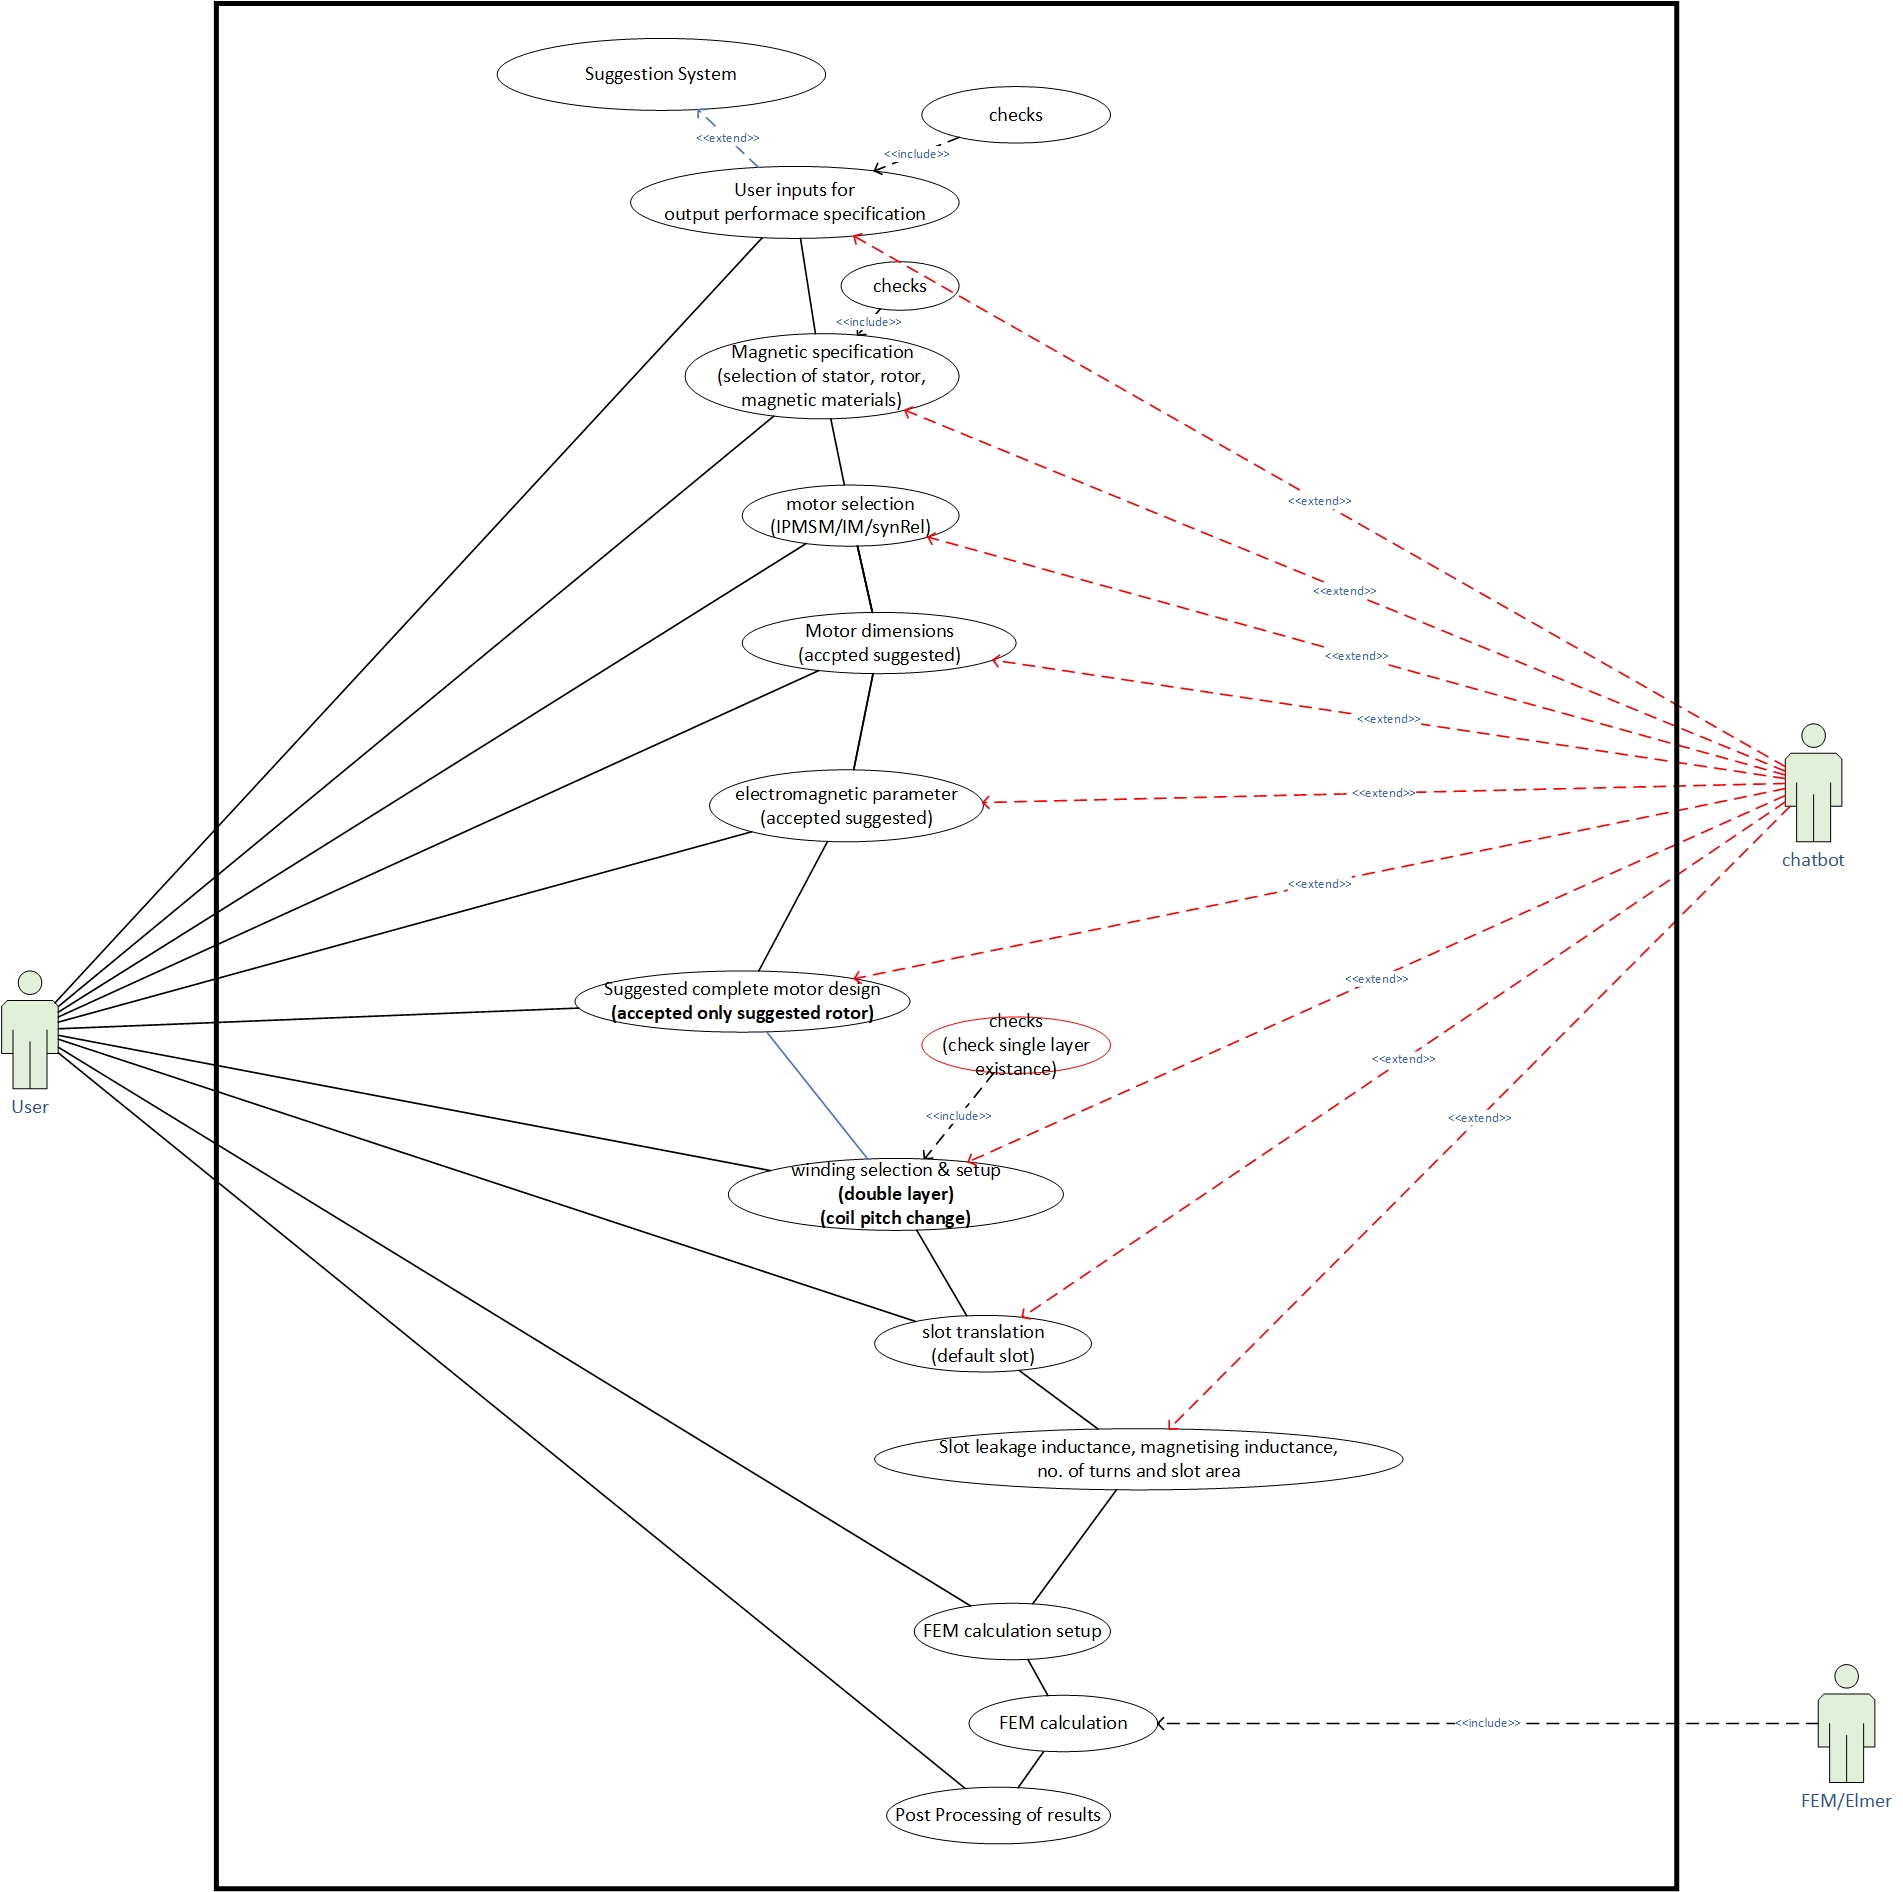 Suggestion System
<<extend>>
checks
<<include>>
User inputs for
output performace specification
checks
<<include>>
Magnetic specification
(selection of stator, rotor,
magnetic materials)
<<extend>>
motor selection
(IPMSM/IM/synRel)
<<extend>>
Motor dimensions
(accpted suggested)
<<extend>>
<<extend>>
electromagnetic parameter
(accepted suggested)
<<extend>>
chatbot
<<extend>>
Suggested complete motor design
(accepted only suggested rotor)
<<extend>>
checks
(check single layer
existance)
<<extend>>
User
<<include>>
<<extend>>
winding selection & setup
(double layer)
(coil pitch change)
slot translation
(default slot)
Slot leakage inductance, magnetising inductance,
no. of turns and slot area
FEM calculation setup
FEM calculation
<<include>>
FEM/Elmer
Post Processing of results